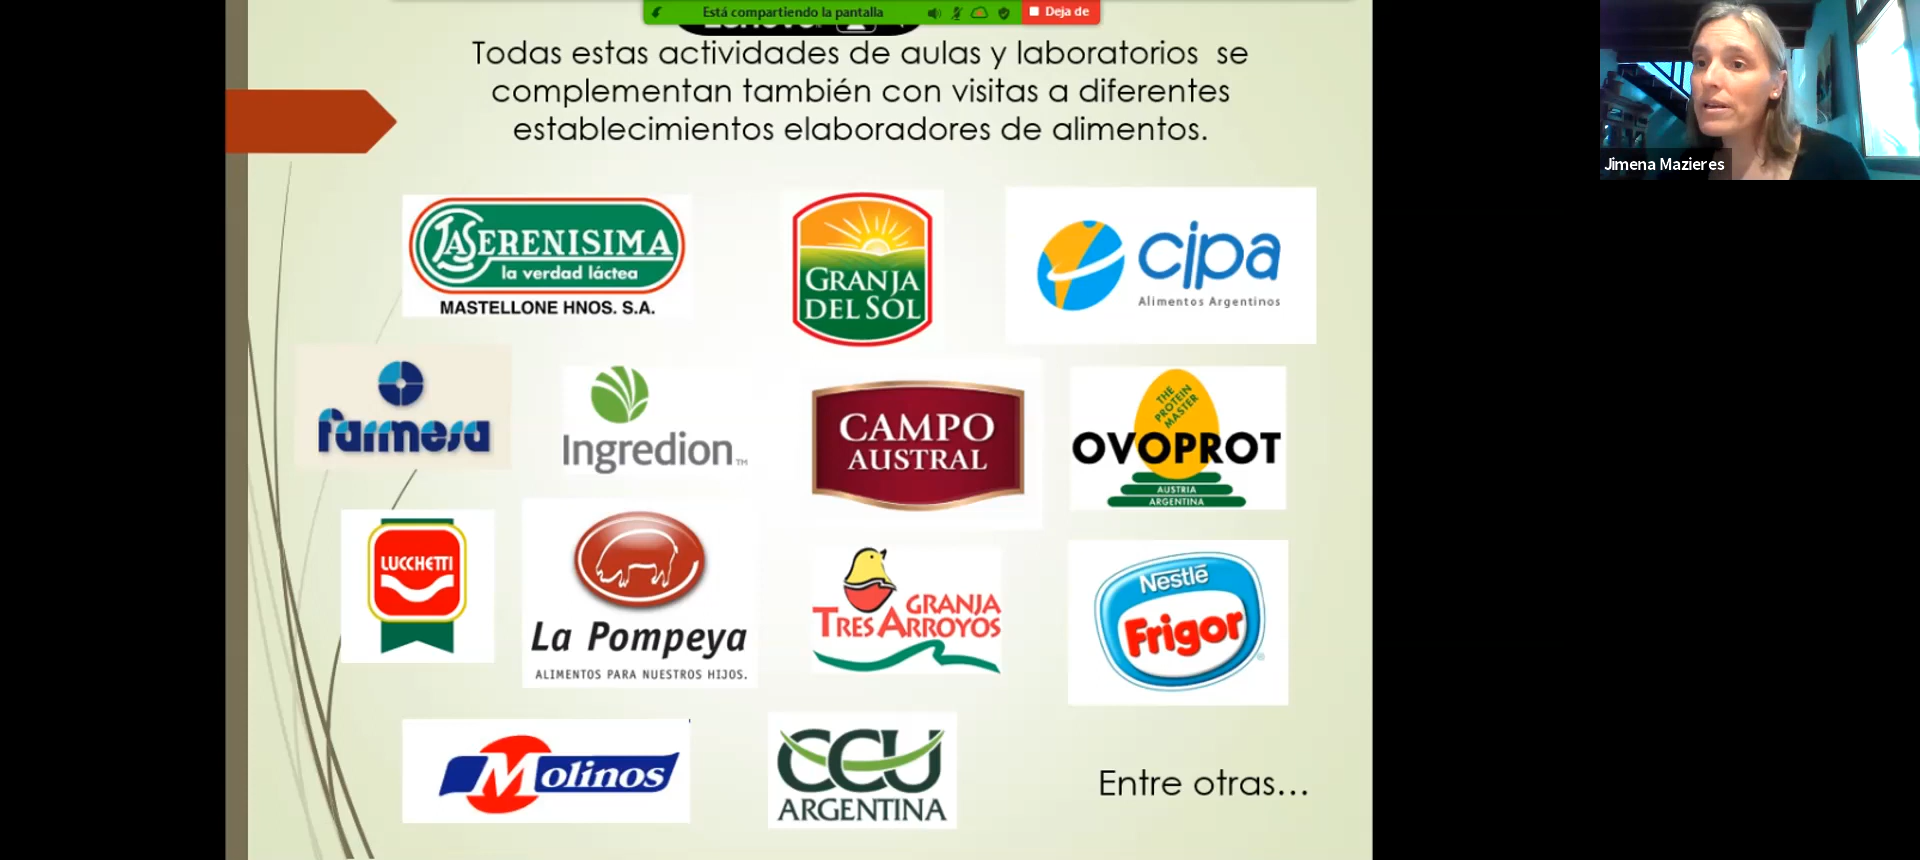 Está compartiendo la pantalla
Deja de
Todas estas actividades de aulas y laboratorios se
complementan también con visitas a diferentes
establecimientos elaboradores de alimentos.
Jimena Mazieres
LASERENISIMA
la verdad láctea
MASTELLONE HNOS. S.A.
GRANJA
DEL SOL
cipa
Alimentos Argentinos
farmesa
Ingredion™
CAMPO
AUSTRAL
THE
PROTEIN
MASTER
OVOPROT
AUSTRIA
ARGENTINA
LUCCHETTI
La Pompeya
ALIMENTOS PARA NUESTROS HIJOS.
GRANJA
TRES ARROYOS
Nestlé
Frigor
®
Molinos
CCU
ARGENTINA
Entre otras...